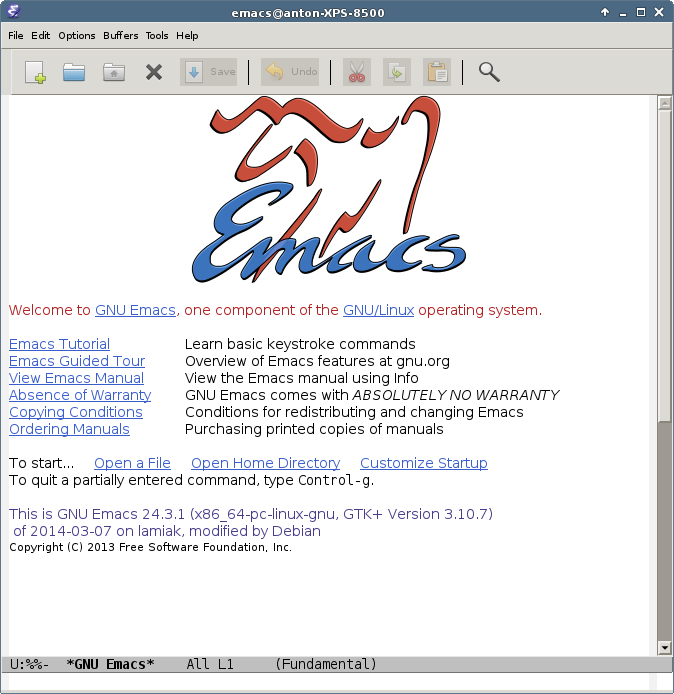 emacs@anton-XPS-8500
File Edit Options Buffers Tools Help
Save Undo
Emacs
Welcome to GNU Emacs, one component of the GNU/Linux operating system.
Emacs Tutorial Learn basic keystroke commands
Emacs Guided Tour Overview of Emacs features at gnu.org
View Emacs Manual View the Emacs manual using Info
Absence of Warranty GNU Emacs comes with ABSOLUTELY NO WARRANTY
Copying Conditions Conditions for redistributing and changing Emacs
Ordering Manuals Purchasing printed copies of manuals
To start... Open a File Open Home Directory Customize Startup
To quit a partially entered command, type Control-g.
This is GNU Emacs 24.3.1 (x86_64-pc-linux-gnu, GTK+ Version 3.10.7)
of 2014-03-07 on lamiak, modified by Debian
Copyright (C) 2013 Free Software Foundation, Inc.
U:%%- *GNU Emacs* All L1 (Fundamental)